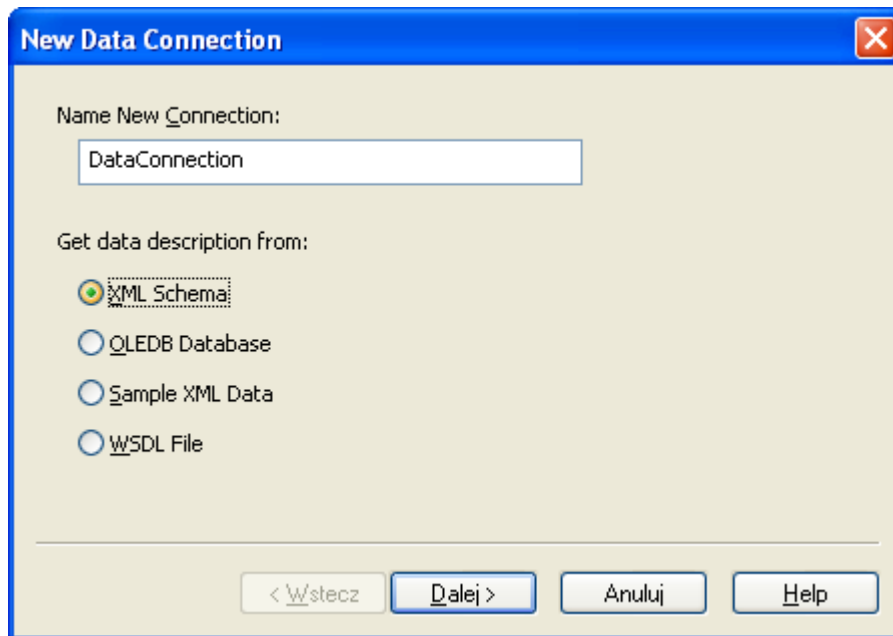 New Data Connection
Name New Connection:
DataConnection
Get data description from:
XML Schema
OLEDB Database
Sample XML Data
WSDL File
< Wstecz Dalej > Anuluj Help